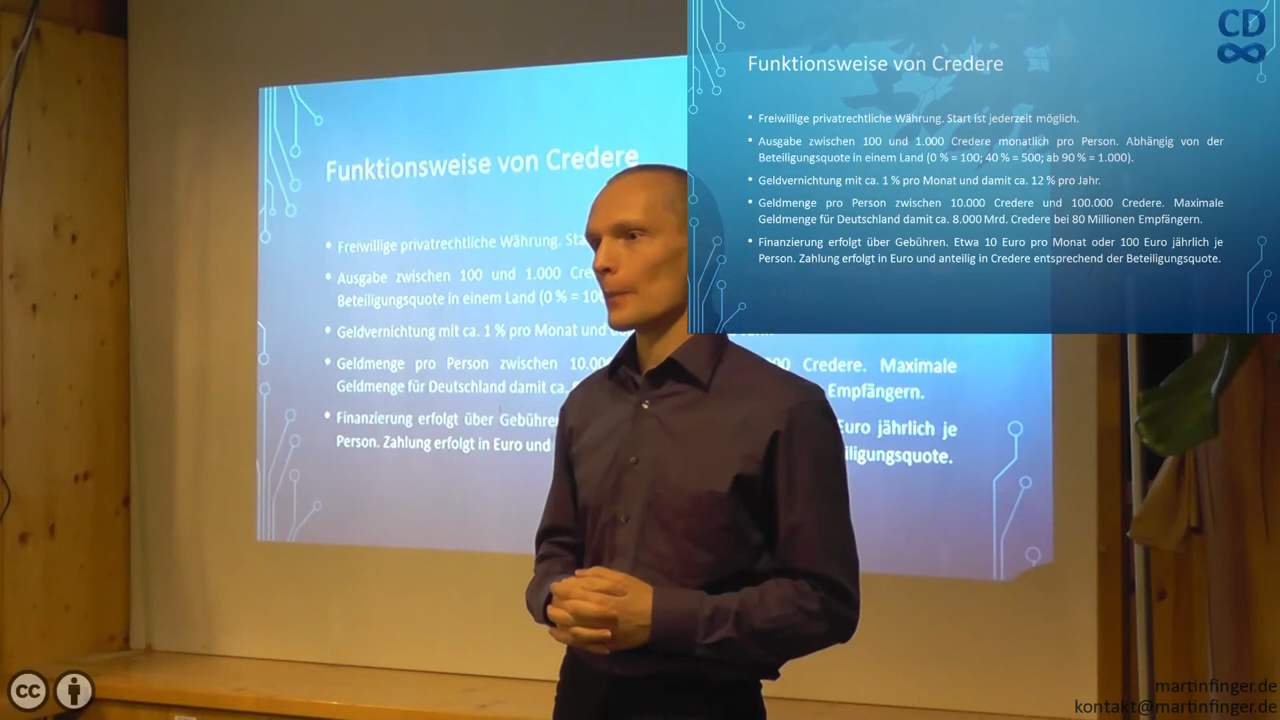 CD
Funktionsweise von Credere
• Freiwillige privatrechtliche Währung. Start ist jederzeit möglich.
• Ausgabe zwischen 100 und 1.000 Credere monatlich pro Person. Abhängig von der
Beteiligungsquote in einem Land (0 % = 100; 40 % = 500; ab 90 % = 1.000).
• Geldvernichtung mit ca. 1 % pro Monat und damit ca. 12 % pro Jahr.
• Geldmenge pro Person zwischen 10.000 Credere und 100.000 Credere. Maximale
Geldmenge für Deutschland damit ca. 8.000 Mrd. Credere bei 80 Millionen Empfängern.
• Finanzierung erfolgt über Gebühren. Etwa 10 Euro pro Monat oder 100 Euro jährlich je
Person. Zahlung erfolgt in Euro und anteilig in Credere entsprechend der Beteiligungsquote.
Funktionsweise von Credere
• Freiwillige privatrechtliche Währung.
• Ausgabe zwischen 100 und 1.000
Beteiligungsquote in einem Land (0 % =
• Geldvernichtung mit ca. 1 % pro Monat und
• Geldmenge pro Person zwischen Credere. Maximale
Geldmenge für Deutschland damit ca. Empfängern.
• Finanzierung erfolgt über Euro jährlich je
Person. Zahlung erfolgt in Euro und
cc
martinfinger.de
kontakt@martinfinger.de